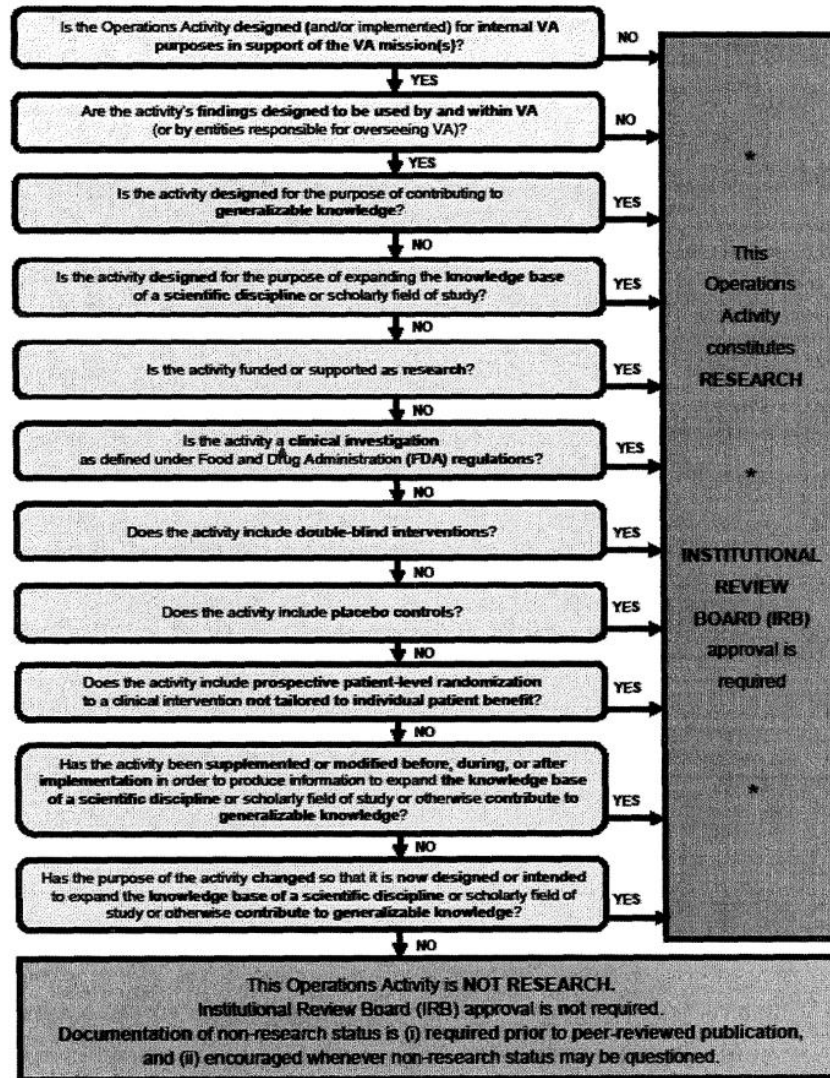 Is the Operations Activity designed (and/or implemented) for internal VA
purposes in support of the VA mission(s)?
NO
YES
Are the activity's findings designed to be used by and within VA
(or by entities responsible for overseeing VA)?
NO
YES
Is the activity designed for the purpose of contributing to
generalizable knowledge?
YES
NO
Is the activity designed for the purpose of expanding the knowledge base
of a scientific discipline or scholarly field of study?
YES
NO
Is the activity funded or supported as research?
YES
NO
Is the activity a clinical investigation
as defined under Food and Drug Administration (FDA) regulations?
YES
NO
Does the activity include double-blind interventions?
YES
NO
Does the activity include placebo controls?
YES
NO
Does the activity include prospective patient-level randomization
to a clinical intervention not tailored to individual patient benefit?
YES
NO
Has the activity been supplemented or modified before, during, or after
implementation in order to produce information to expand the knowledge base
of a scientific discipline or scholarly field of study or otherwise contribute to
generalizable knowledge?
YES
NO
Has the purpose of the activity changed so that it is now designed or intended
to expand the knowledge base of a scientific discipline or scholarly field of
study or otherwise contribute to generalizable knowledge?
YES
NO
*
This
Operations
Activity
constitutes
RESEARCH
*
INSTITUTIONAL
REVIEW
BOARD (IRB)
approval is
required
*
This Operations Activity is NOT RESEARCH.
Institutional Review Board (IRB) approval is not required.
Documentation of non-research status is (i) required prior to peer-reviewed publication,
and (ii) encouraged whenever non-research status may be questioned.